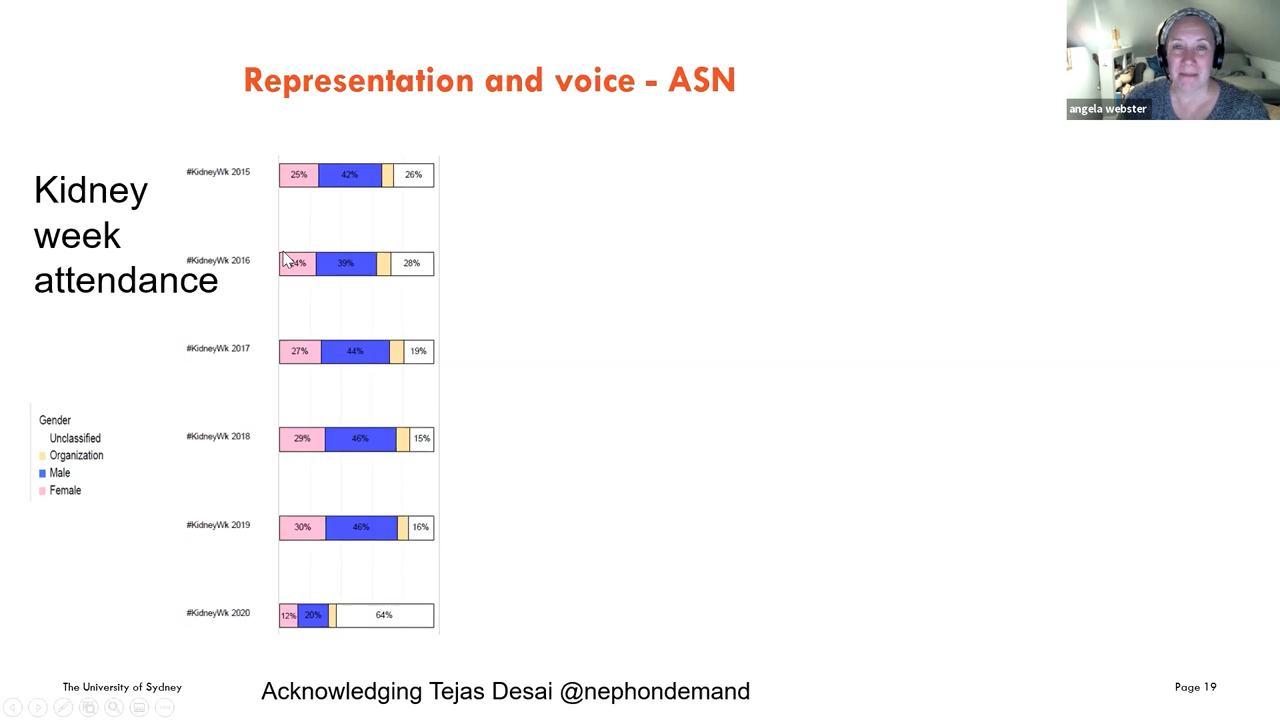 angela webster
Representation and voice - ASN
Kidney
week
attendance
#KidneyWk 2015
25% 42% 26%
#KidneyWk 2016
39% 28%
#KidneyWk 2017
27% 44% 19%
#KidneyWk 2018
29% 46% 15%
#KidneyWk 2019
30% 46% 16%
#KidneyWk 2020
12% 20% 64%
Gender
Unclassified
Organization
Male
Female
The University of Sydney
Acknowledging Tejas Desai @nephondemand
Page 19